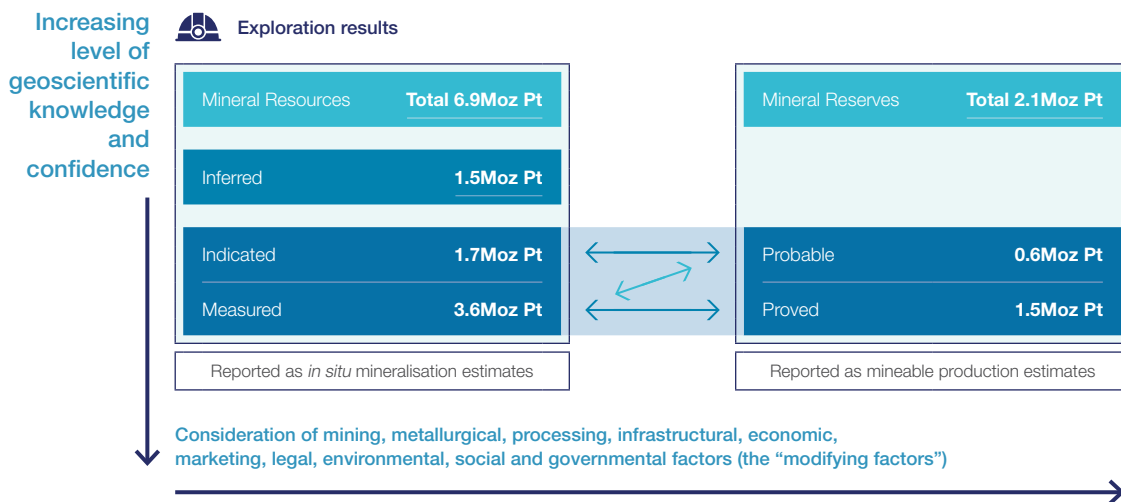 Increasing
level of
geoscientific
knowledge
and
confidence
Exploration results
Mineral Resources Total 6.9Moz Pt
Inferred 1.5Moz Pt
Indicated 1.7Moz Pt
Measured 3.6Moz Pt
Reported as in situ mineralisation estimates
Mineral Reserves Total 2.1Moz Pt
Probable 0.6Moz Pt
Proved 1.5Moz Pt
Reported as mineable production estimates
Consideration of mining, metallurgical, processing, infrastructural, economic,
marketing, legal, environmental, social and governmental factors (the “modifying factors”)